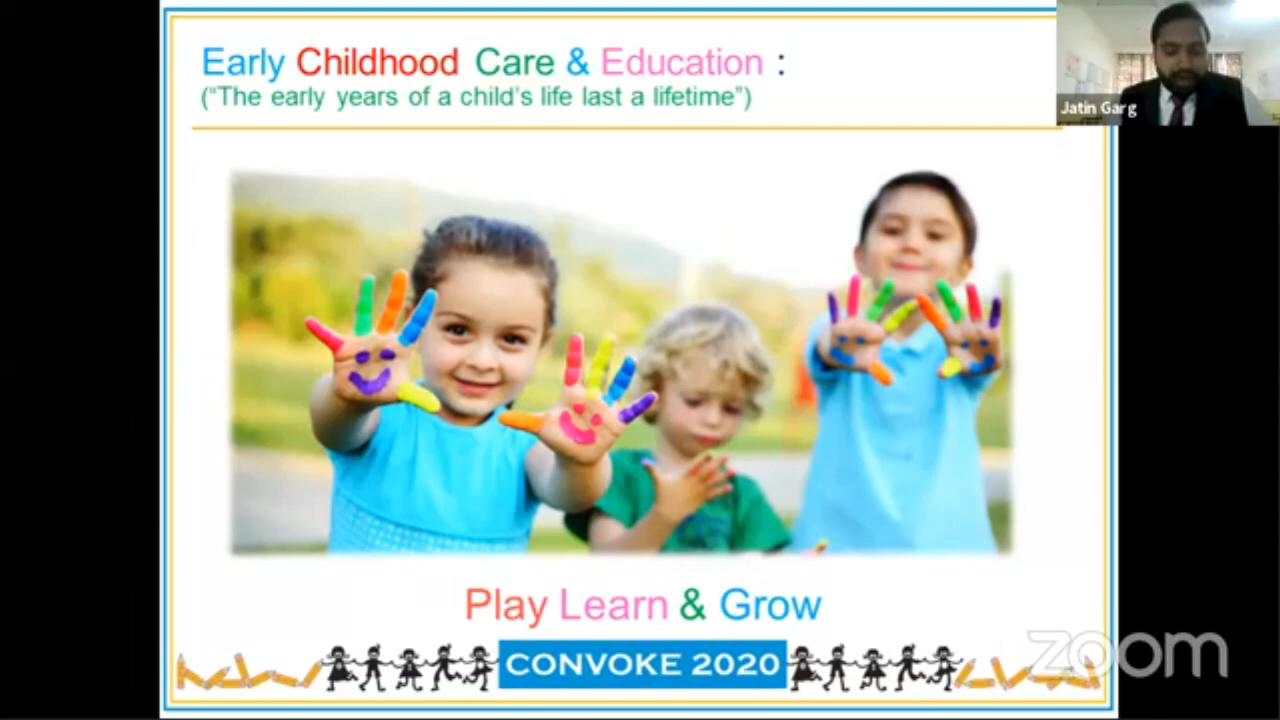 Early Childhood Care & Education :
(“The early years of a child’s life last a lifetime”)
Jatin Garg
Play Learn & Grow
CONVOKE 2020
zoom